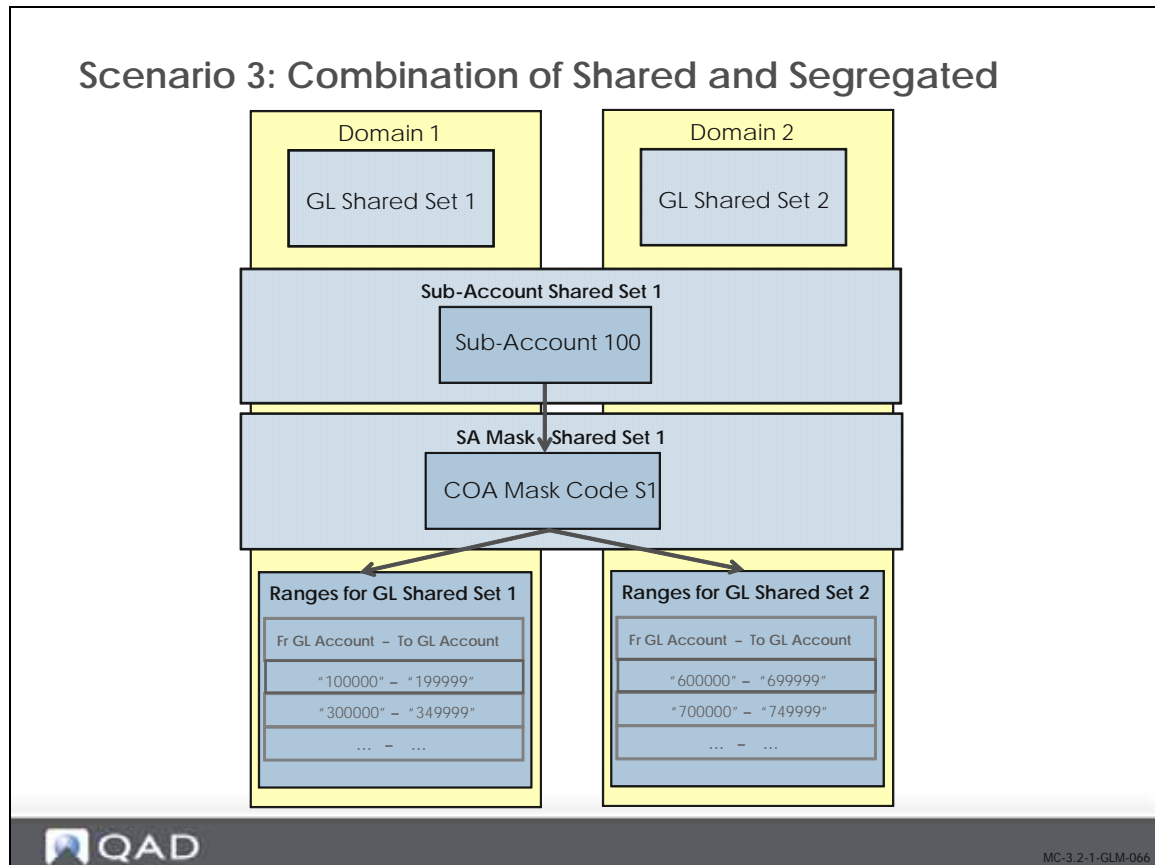 Scenario 3: Combination of Shared and Segregated
Domain 1
Domain 2
GL Shared Set 1
GL Shared Set 2
Sub-Account Shared Set 1
Sub-Account 100
SA Mask Shared Set 1
COA Mask Code S1
Ranges for GL Shared Set 1
Fr GL Account – To GL Account
"100000" – "199999"
"300000" – "349999"
... – ...
Ranges for GL Shared Set 2
Fr GL Account – To GL Account
"600000" – "699999"
"700000" – "749999"
... – ...
QAD
MC-3.2-1-GLM-066